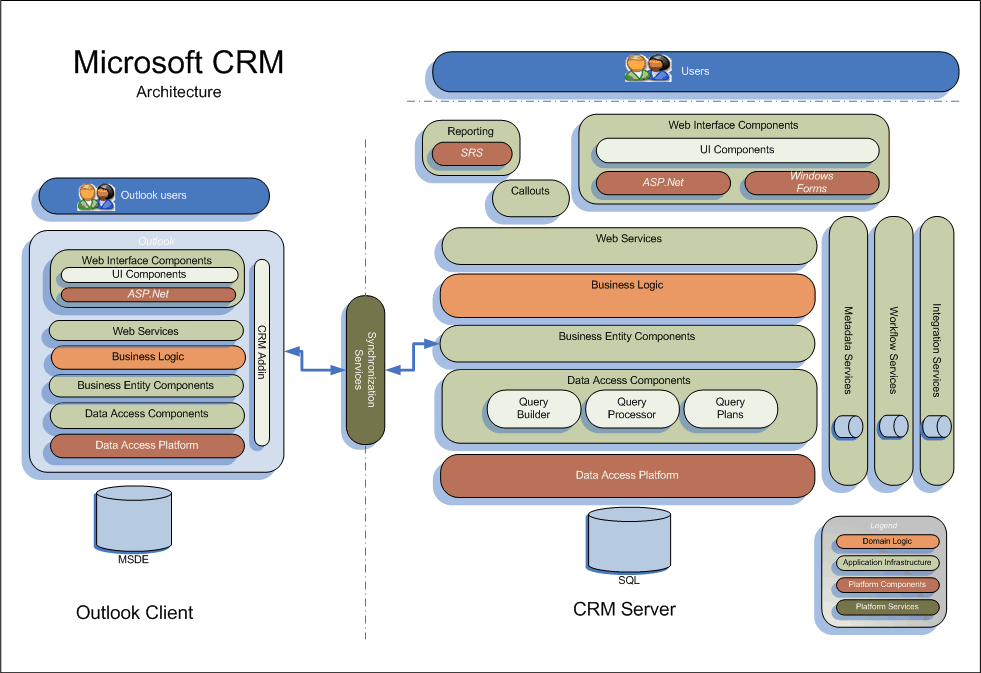 Microsoft CRM
Architecture
Users
Outlook users
Outlook
Web Interface Components
UI Components
ASP.Net
Web Services
Business Logic
Business Entity Components
Data Access Components
Data Access Platform
CRM Addin
MSDE
Outlook Client
Synchronization
Services
Reporting
SRS
Callouts
Web Interface Components
UI Components
ASP.Net
Windows
Forms
Web Services
Business Logic
Business Entity Components
Data Access Components
Query
Builder
Query
Processor
Query
Plans
Data Access Platform
Metadata Services
Workflow Services
Integration Services
SQL
CRM Server
Legend
Domain Logic
Application Infrastructure
Platform Components
Platform Services